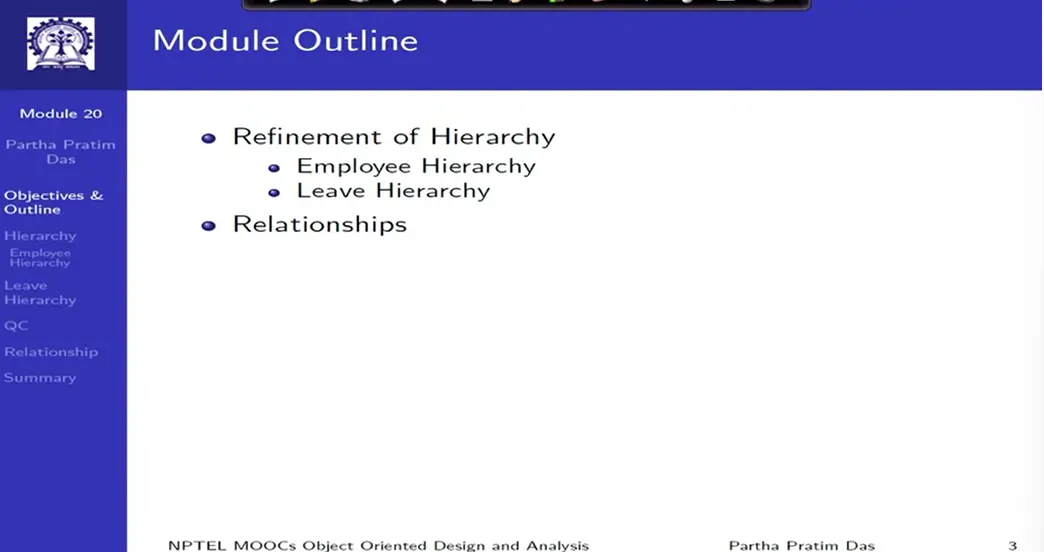 Module Outline
Module 20
Partha Pratim
Das
Objectives &
Outline
Hierarchy
Employee
Hierarchy
Leave
Hierarchy
QC
Relationship
Summary
Refinement of Hierarchy
Employee Hierarchy
Leave Hierarchy
Relationships
NPTEL MOOCs Object Oriented Design and Analysis Partha Pratim Das 3